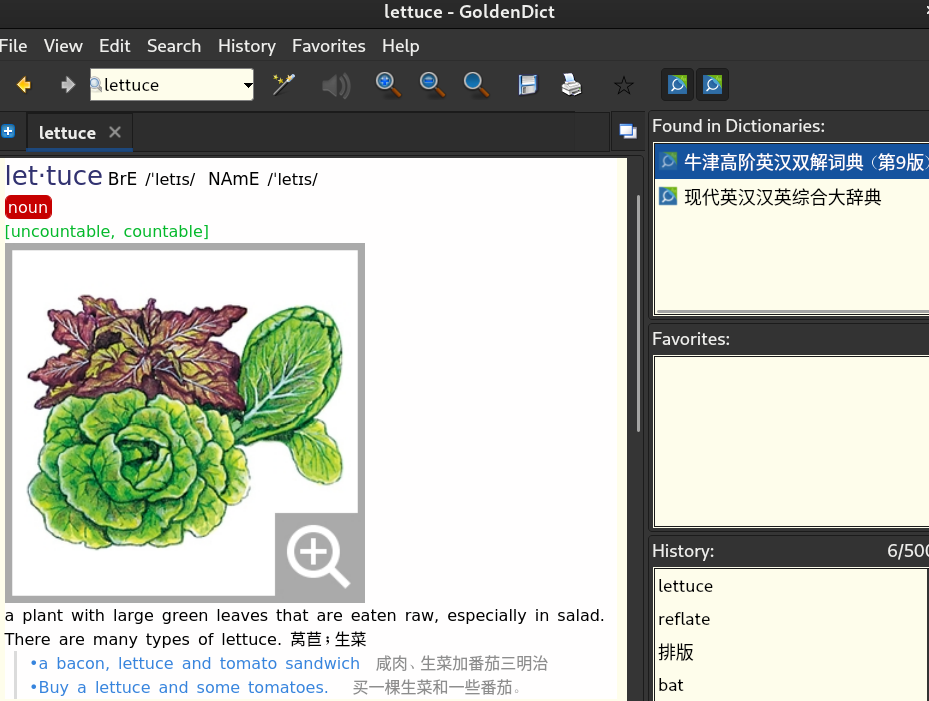 lettuce - GoldenDict
File View Edit Search History Favorites Help
lettuce
lettuce
let·tuce BrE /ˈletɪs/ NAmE /ˈletɪs/
noun
[uncountable, countable]
a plant with large green leaves that are eaten raw, especially in salad.
There are many types of lettuce. 莴苣；生菜
•a bacon, lettuce and tomato sandwich 咸肉、生菜加番茄三明治
•Buy a lettuce and some tomatoes. 买一棵生菜和一些番茄。
Found in Dictionaries:
牛津高阶英汉双解词典（第9版）
现代英汉汉英综合大辞典
Favorites:
History: 6/500
lettuce
reflate
排版
bat